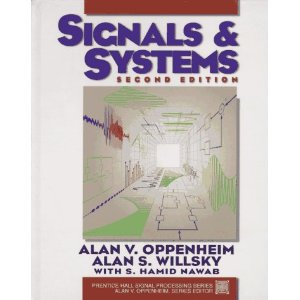 SIGNALS &
SYSTEMS
SECOND EDITION
ALAN V. OPPENHEIM
ALAN S. WILLSKY
WITH S. HAMID NAWAB
PRENTICE HALL SIGNAL PROCESSING SERIES
ALAN V. OPPENHEIM, SERIES EDITOR